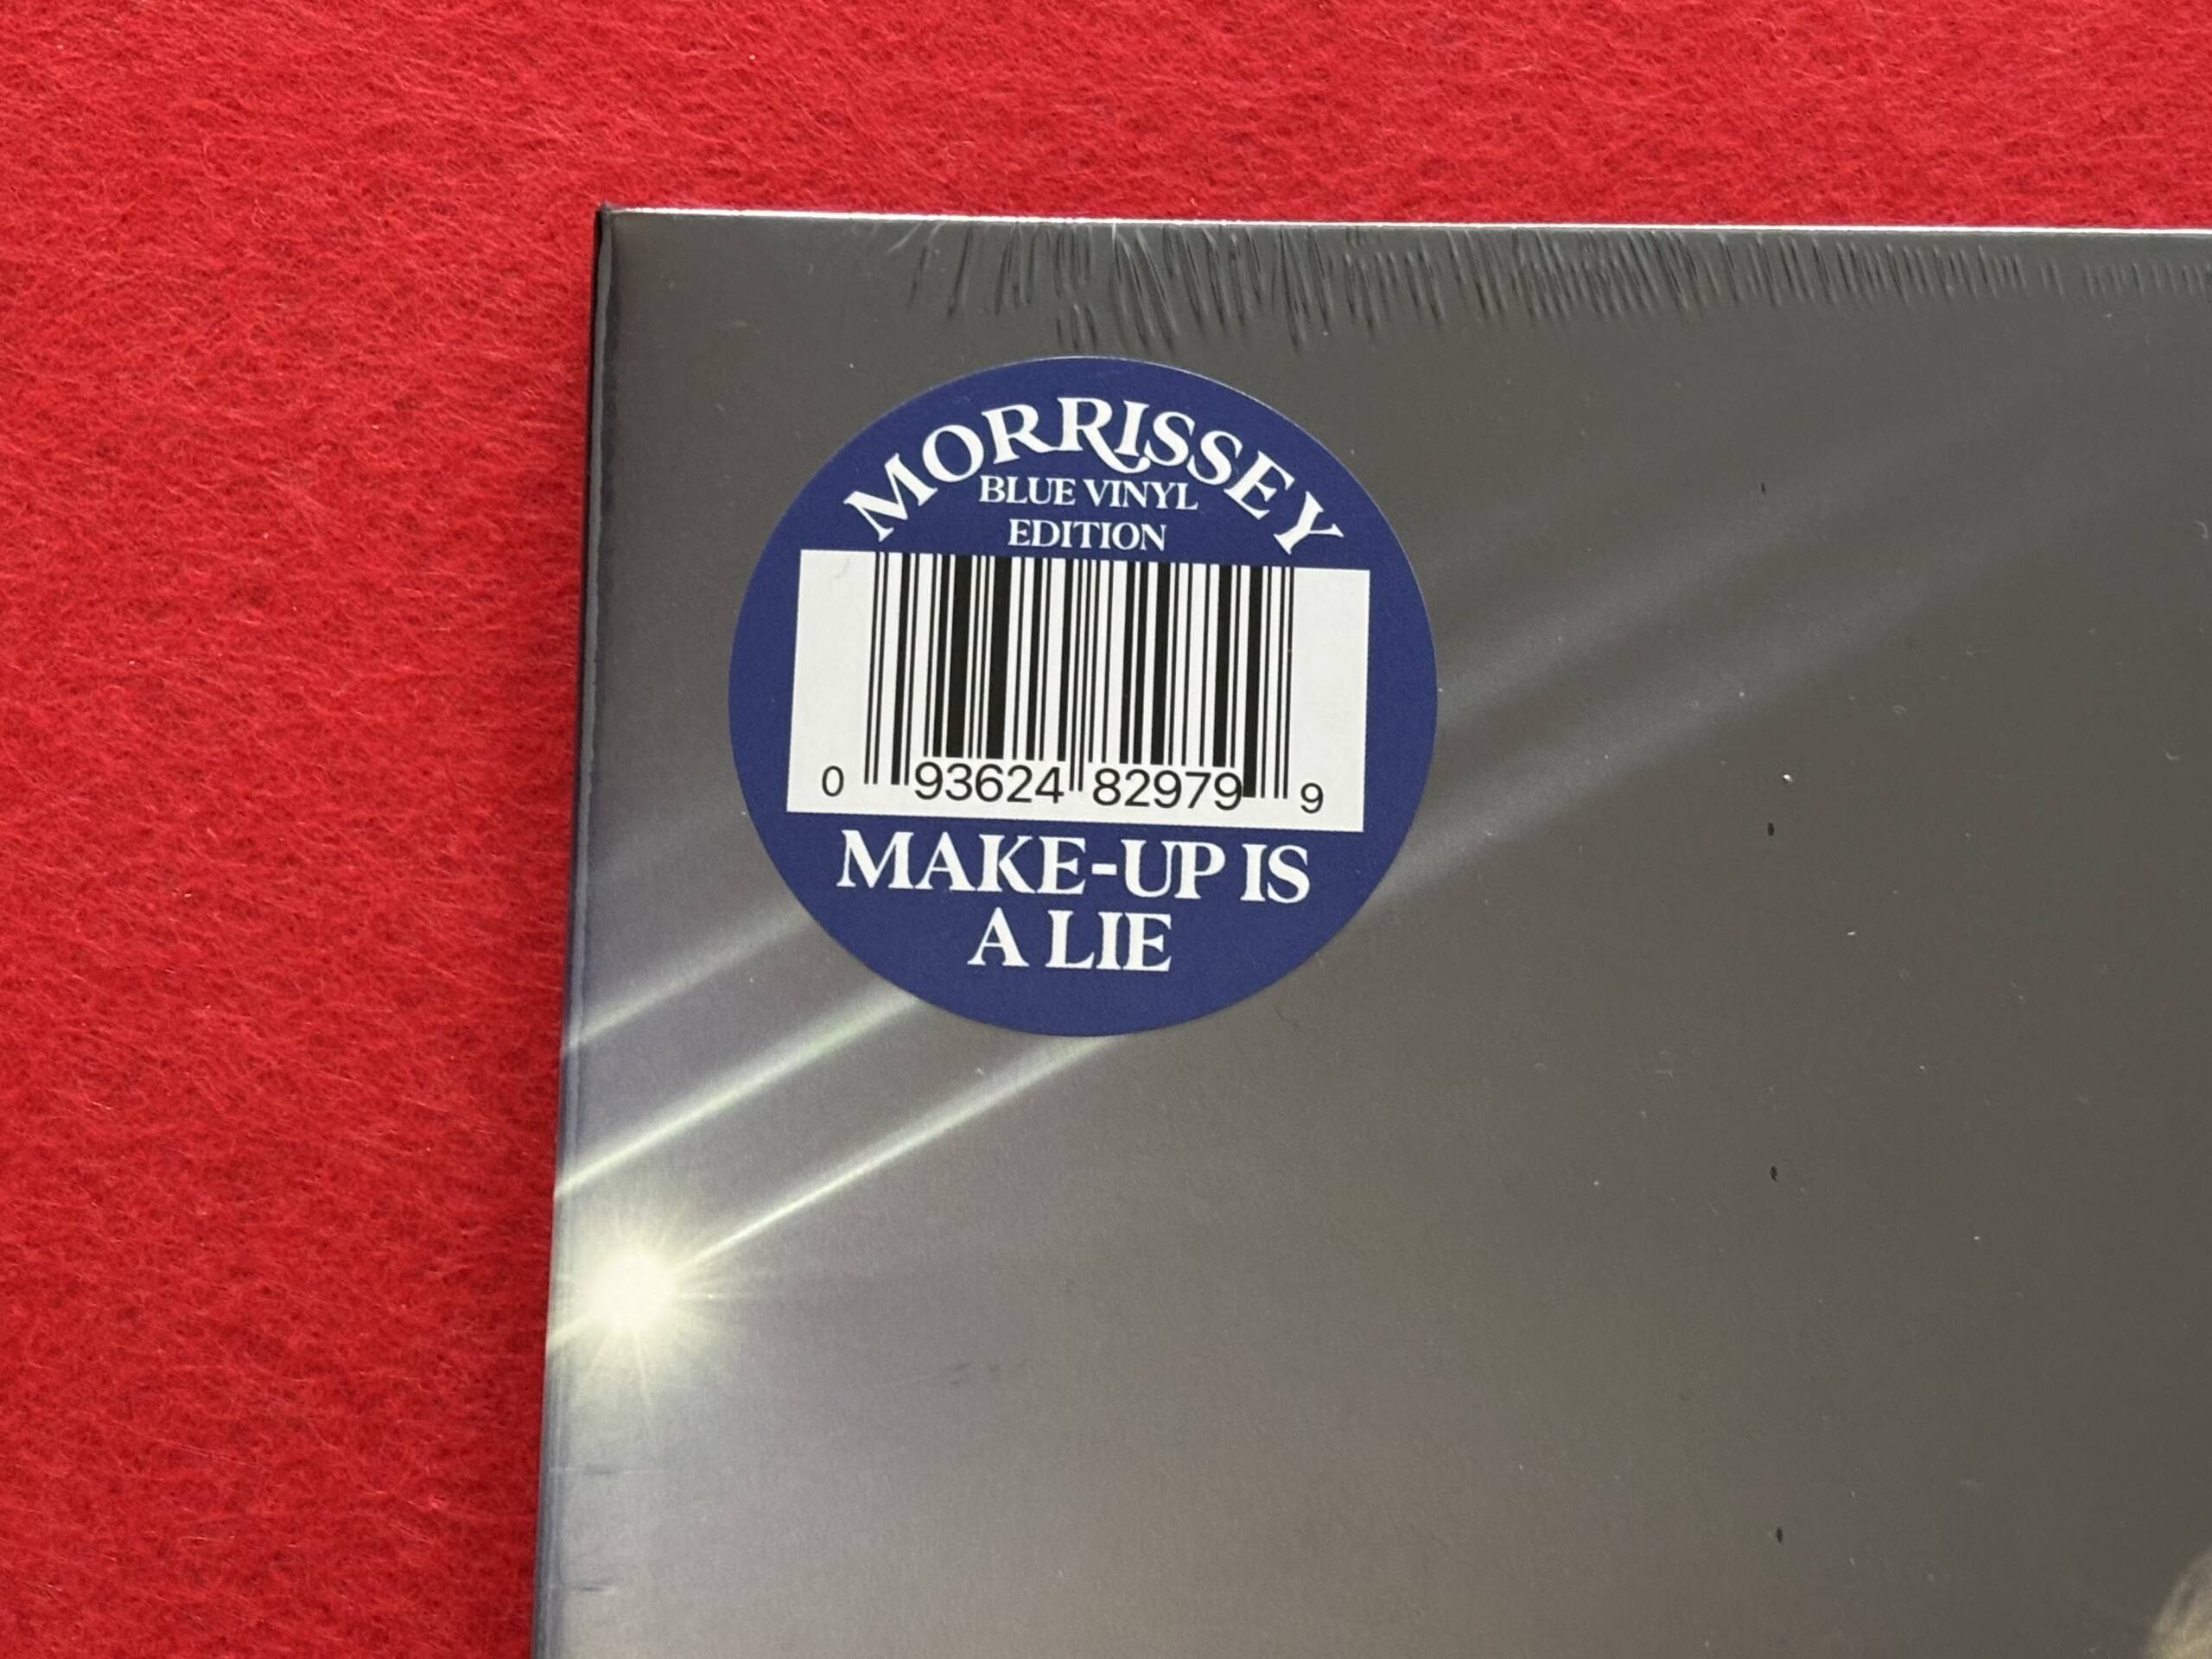 MORRISSEY
BLUE VINYL
EDITION
0 93624 82979 9
MAKE-UP IS
A LIE